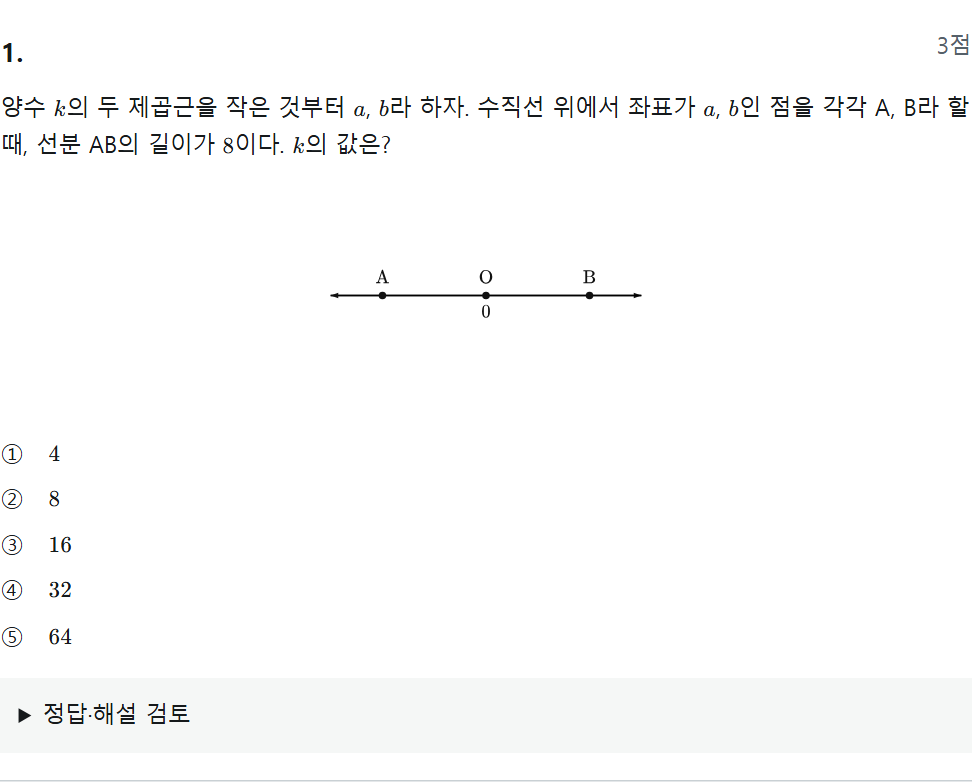 3점
1.
양수 k의 두 제곱근을 작은 것부터 a, b라 하자. 수직선 위에서 좌표가 a, b인 점을 각각 A, B라 할
때, 선분 AB의 길이가 8이다. k의 값은?
A O B
0
① 4
② 8
③ 16
④ 32
⑤ 64
▶ 정답·해설 검토